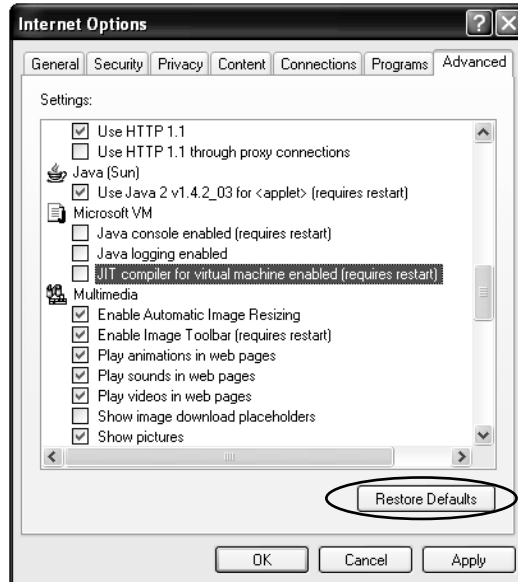 Internet Options
General Security Privacy Content Connections Programs Advanced
Settings:
Use HTTP 1.1
Use HTTP 1.1 through proxy connections
Java (Sun)
Use Java 2 v1.4.2_03 for <applet> (requires restart)
Microsoft VM
Java console enabled (requires restart)
Java logging enabled
JIT compiler for virtual machine enabled (requires restart)
Multimedia
Enable Automatic Image Resizing
Enable Image Toolbar (requires restart)
Play animations in web pages
Play sounds in web pages
Play videos in web pages
Show image download placeholders
Show pictures
Restore Defaults
OK Cancel Apply